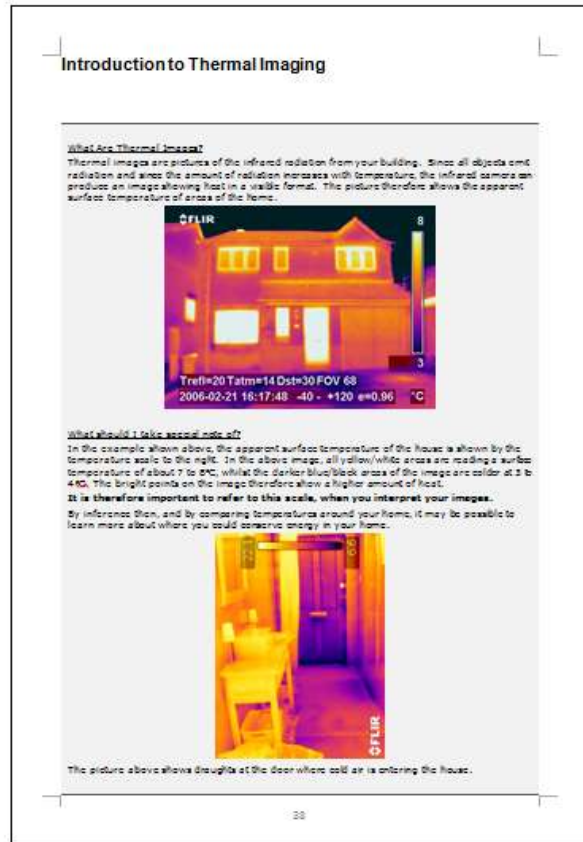 Introduction to Thermal Imaging
What Are Thermal Images?
Thermal images are pictures of the infrared radiation from your building. Since all objects emit
radiation and since the amount of radiation increases with temperature, the infrared camera can
produce an image showing heat in a visible format. The picture therefore shows the apparent
surface temperature of areas of the home.
FLIR
8
3
Trefl=20 Tatm=14 Dst=30 FOV 68
2006-02-21 16:17:48 -40 - +120 e=0.96 °C
What should I take special note of?
In the example shown above, the apparent surface temperature of the house is shown by the
temperature scale to the right. In the above image, all yellow/white areas are reading a surface
temperature of about 7 to 8°C, whilst the darker blue/black areas of the image are colder at 3 to
4°C. The bright points on the image therefore show a higher amount of heat.
It is therefore important to refer to this scale, when you interpret your images.
By inference then, and by comparing temperatures around your home, it may be possible to
learn more about where you could conserve energy in your home.
FLIR
The picture above shows draughts at the door where cold air is entering the house.
38